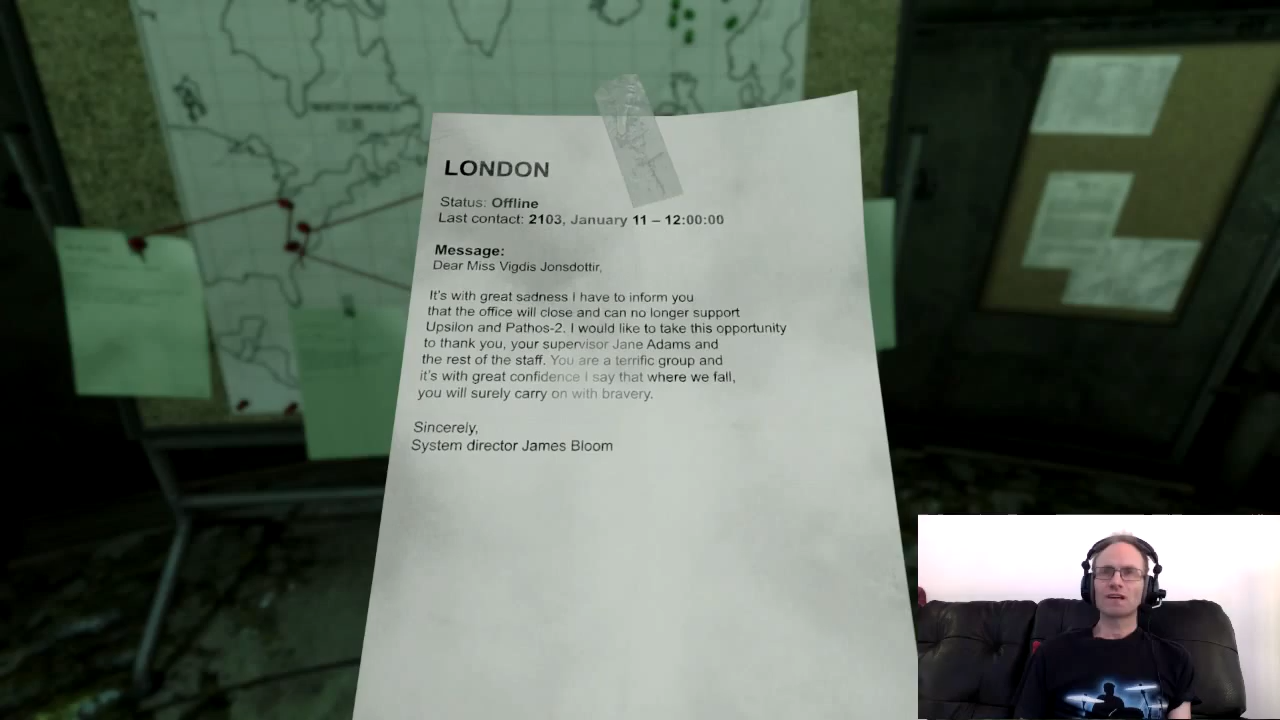 LONDON
Status: Offline
Last contact: 2103, January 11 – 12:00:00
Message:
Dear Miss Vigdis Jonsdottir,
It's with great sadness I have to inform you
that the office will close and can no longer support
Upsilon and Pathos-2. I would like to take this opportunity
to thank you, your supervisor Jane Adams and
the rest of the staff. You are a terrific group and
it's with great confidence I say that where we fall,
you will surely carry on with bravery.
Sincerely,
System director James Bloom